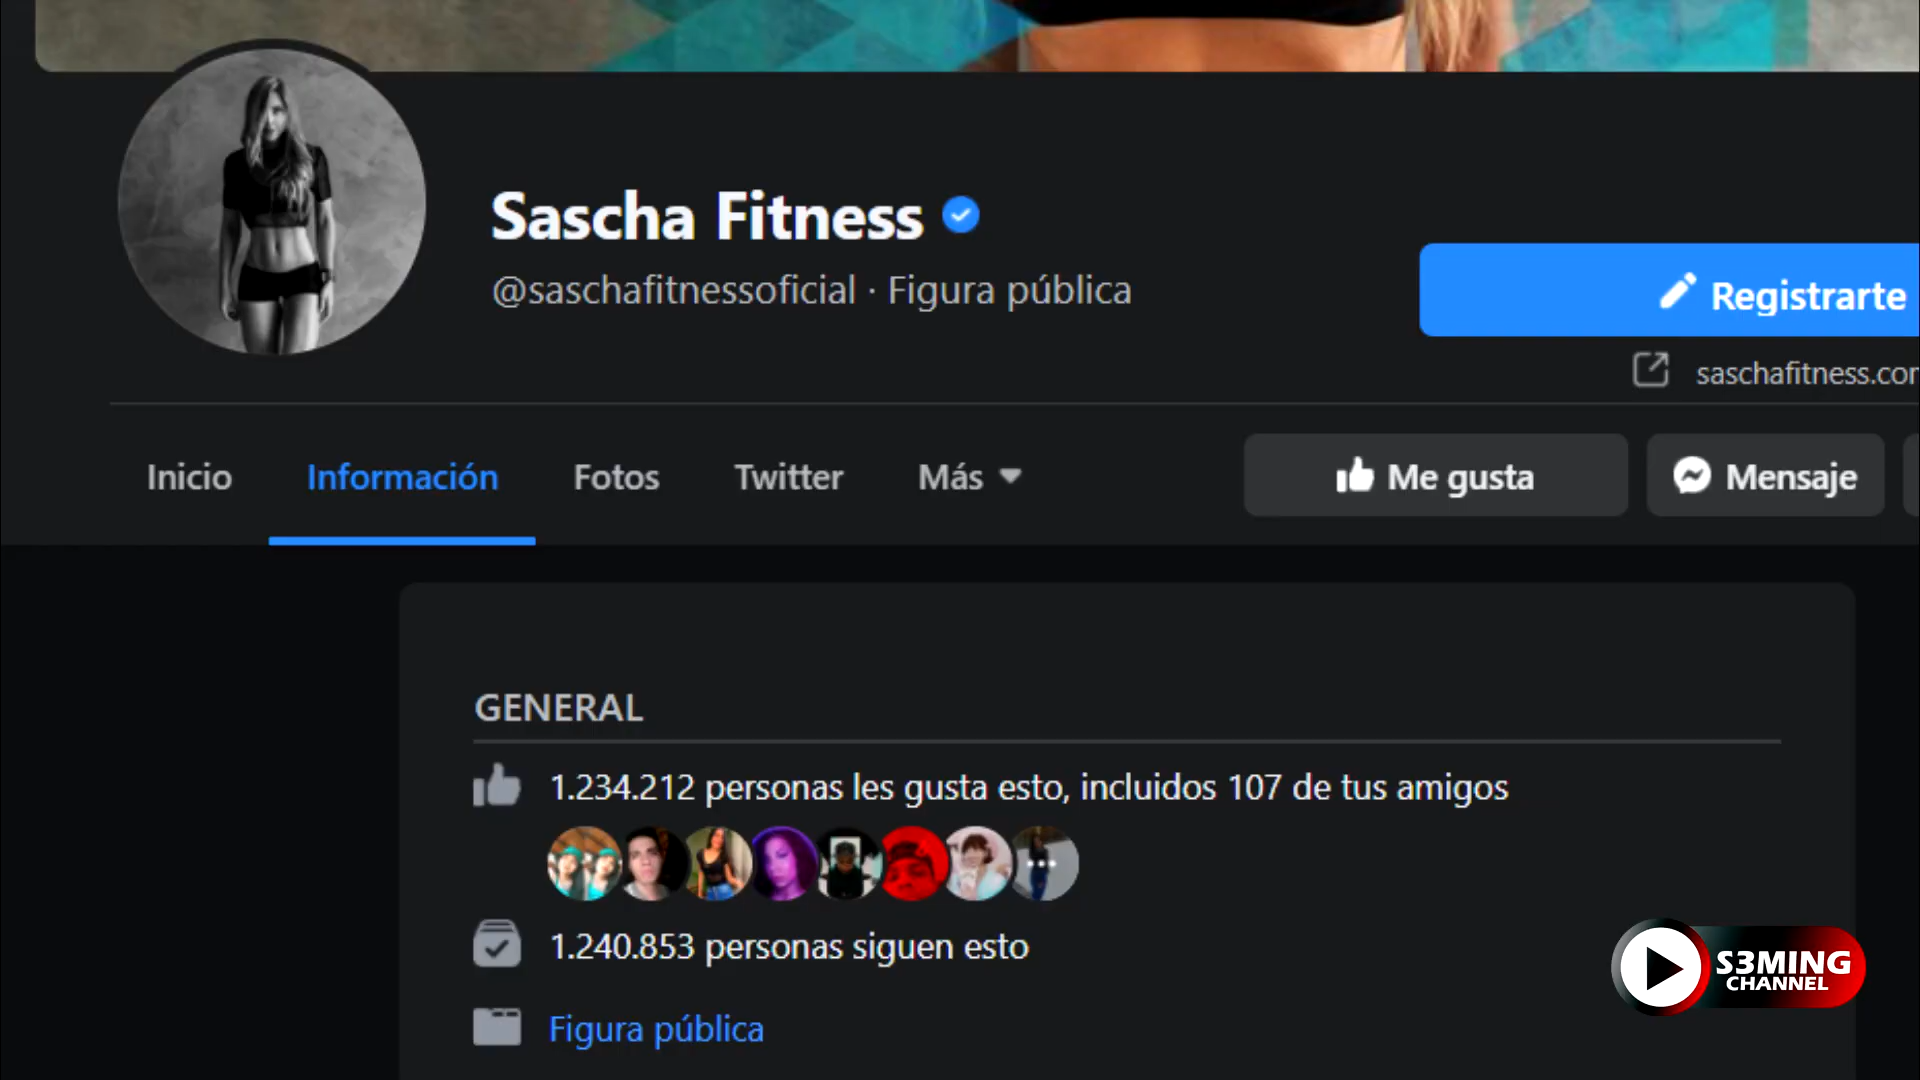 Sascha Fitness
@saschafitnessoficial · Figura pública
Registrarte
saschafitness.com
Inicio
Información
Fotos
Twitter
Más
Me gusta
Mensaje
GENERAL
1.234.212 personas les gusta esto, incluidos 107 de tus amigos
1.240.853 personas siguen esto
Figura pública
S3MING
CHANNEL